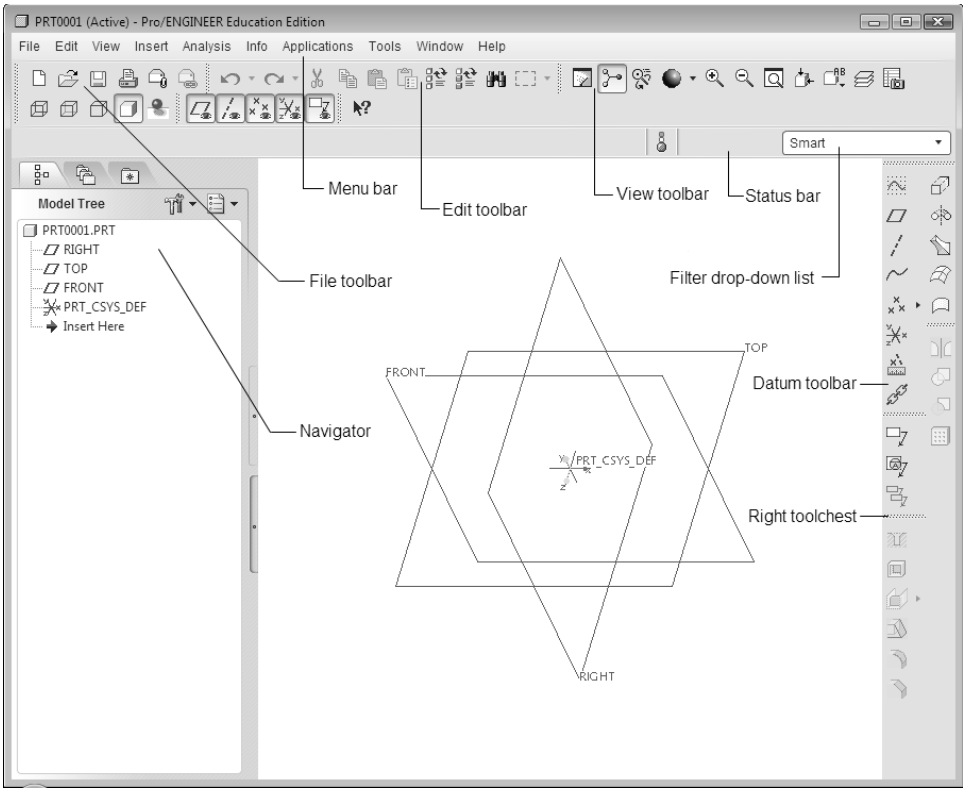 PRT0001 (Active) - Pro/ENGINEER Education Edition
File Edit View Insert Analysis Info Applications Tools Window Help
Smart
Menu bar
Edit toolbar
View toolbar
Status bar
Model Tree
PRT0001.PRT
RIGHT
TOP
FRONT
PRT_CSYS_DEF
Insert Here
File toolbar
Filter drop-down list
TOP
FRONT
Datum toolbar
Navigator
Y
PRT_CSYS_DEF
X
Z
Right toolchest
RIGHT